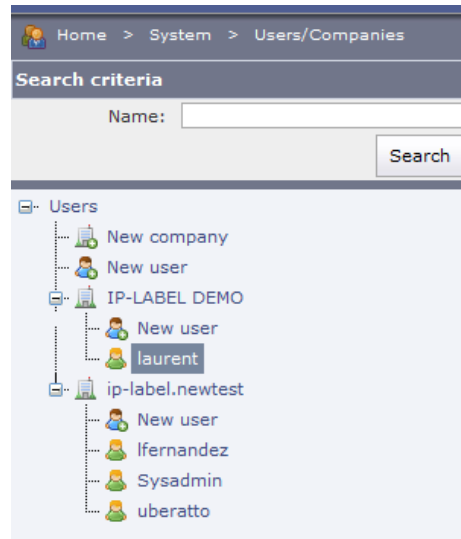 Home > System > Users/Companies
Search criteria
Name:
Search
Users
New company
New user
IP-LABEL DEMO
New user
laurent
ip-label.newtest
New user
lfernandez
Sysadmin
uberatto